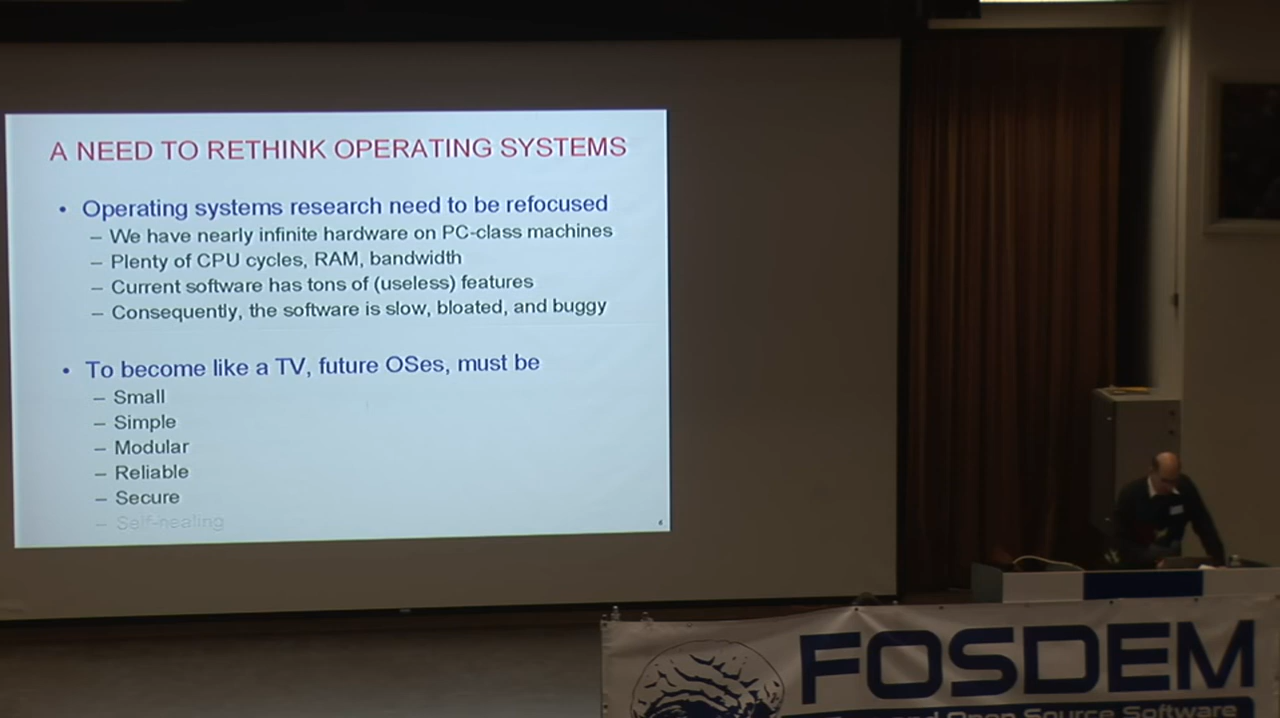 A NEED TO RETHINK OPERATING SYSTEMS
• Operating systems research need to be refocused
– We have nearly infinite hardware on PC-class machines
– Plenty of CPU cycles, RAM, bandwidth
– Current software has tons of (useless) features
– Consequently, the software is slow, bloated, and buggy
• To become like a TV, future OSes, must be
– Small
– Simple
– Modular
– Reliable
– Secure
– Self-healing
FOSDEM
Open Source Software